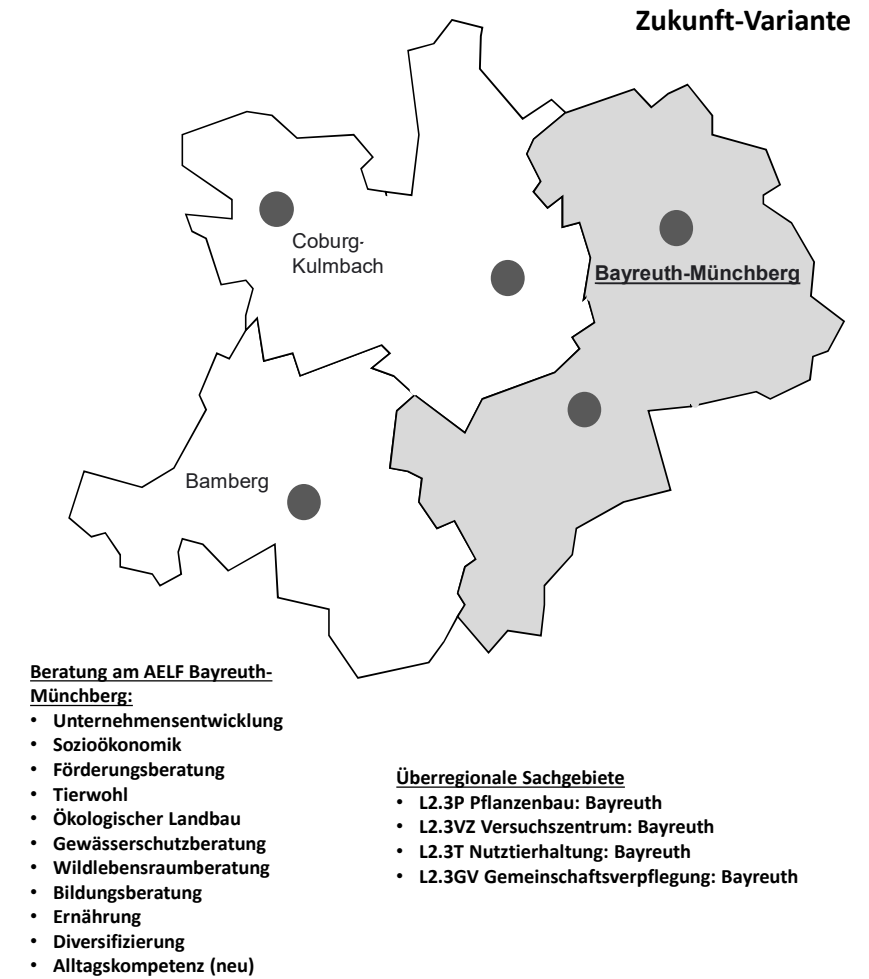 Zukunft-Variante
Coburg-
Kulmbach
Bayreuth-Münchberg
Bamberg
Beratung am AELF Bayreuth-
Münchberg:
• Unternehmensentwicklung
• Sozioökonomik
• Förderungsberatung
• Tierwohl
• Ökologischer Landbau
• Gewässerschutzberatung
• Wildlebensraumberatung
• Bildungsberatung
• Ernährung
• Diversifizierung
• Alltagskompetenz (neu)
Überregionale Sachgebiete
• L2.3P Pflanzenbau: Bayreuth
• L2.3VZ Versuchszentrum: Bayreuth
• L2.3T Nutztierhaltung: Bayreuth
• L2.3GV Gemeinschaftsverpflegung: Bayreuth